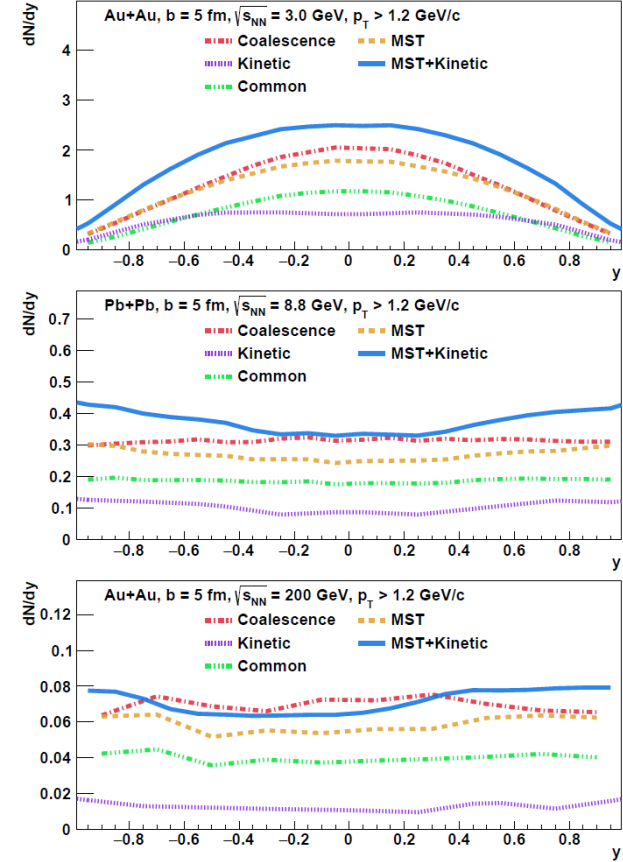 Au+Au, b = 5 fm, √s_NN = 3.0 GeV, p_T > 1.2 GeV/c
Coalescence MST
Kinetic MST+Kinetic
Common
dN/dy
4
3
2
1
0
−0.8 −0.6 −0.4 −0.2 0 0.2 0.4 0.6 0.8
y
Pb+Pb, b = 5 fm, √s_NN = 8.8 GeV, p_T > 1.2 GeV/c
Coalescence MST
Kinetic MST+Kinetic
Common
dN/dy
0.7
0.6
0.5
0.4
0.3
0.2
0.1
0
−0.8 −0.6 −0.4 −0.2 0 0.2 0.4 0.6 0.8
y
Au+Au, b = 5 fm, √s_NN = 200 GeV, p_T > 1.2 GeV/c
Coalescence MST
Kinetic MST+Kinetic
Common
dN/dy
0.12
0.1
0.08
0.06
0.04
0.02
0
−0.8 −0.6 −0.4 −0.2 0 0.2 0.4 0.6 0.8
y